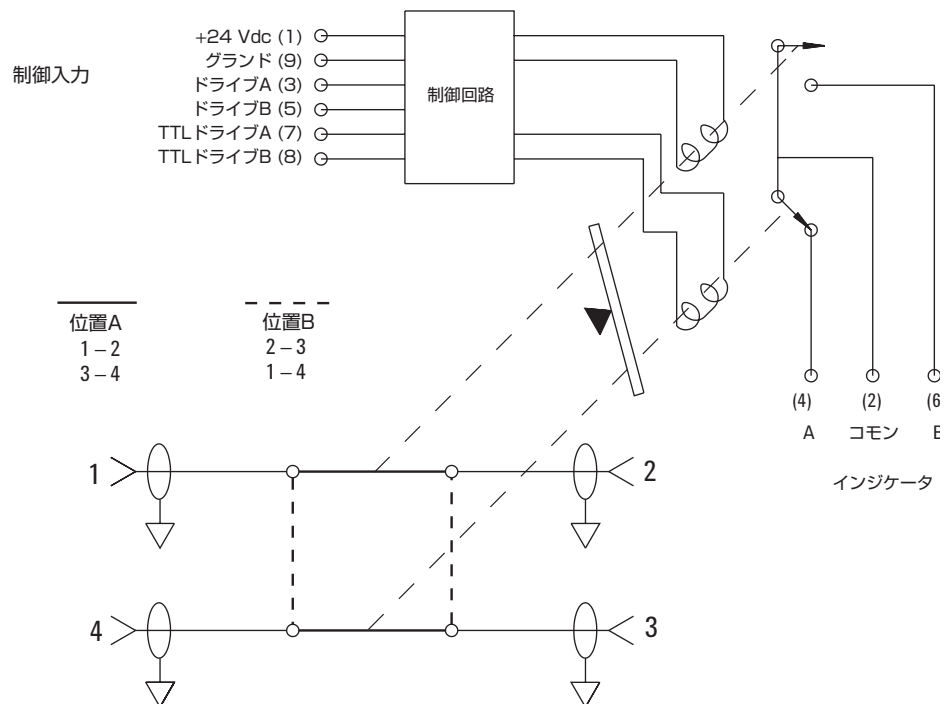 +24 Vdc (1)
グランド (9)
制御入力
ドライブA (3)
ドライブB (5)
TTLドライブA (7)
TTLドライブB (8)
制御回路
位置A
1 – 2
3 – 4
位置B
2 – 3
1 – 4
(4)
(2)
(6
A
コモン
インジケータ
1
2
4
3